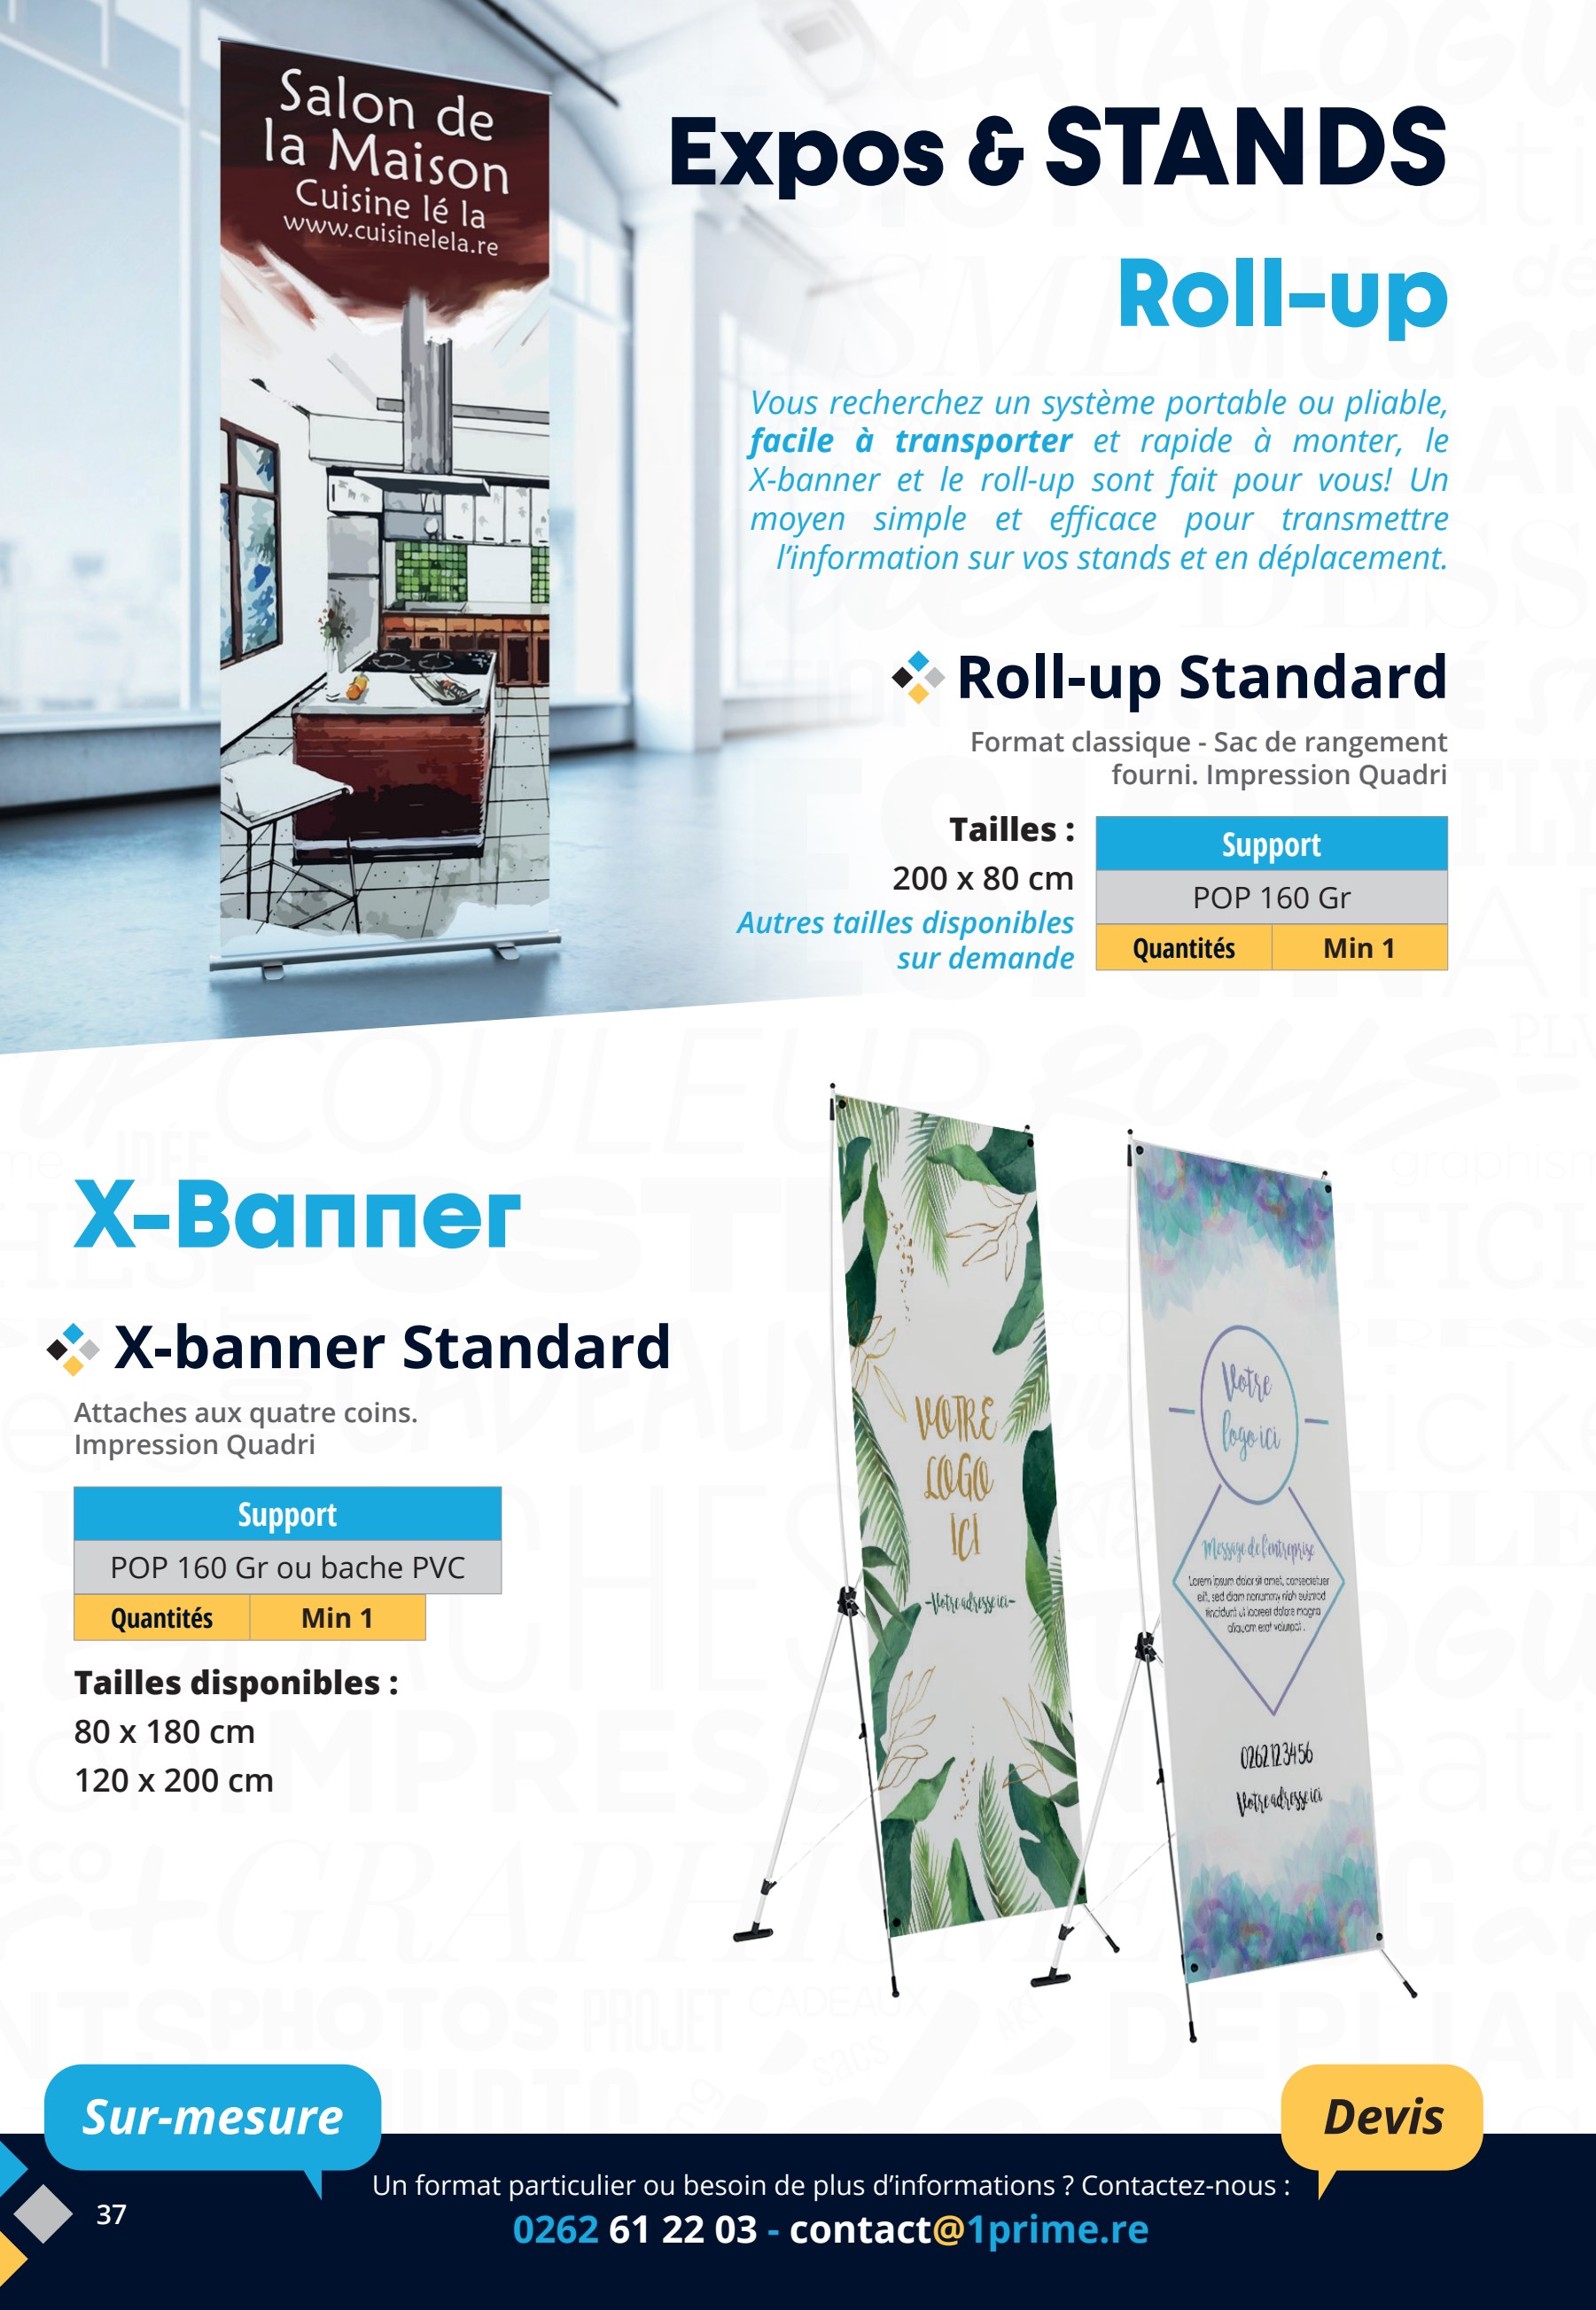 Salon de
la Maison
Cuisine lé la
www.cuisinelela.re
Expos & STANDS
Roll-up
Vous recherchez un système portable ou pliable,
facile à transporter et rapide à monter, le
X-banner et le roll-up sont fait pour vous! Un
moyen simple et efficace pour transmettre
l'information sur vos stands et en déplacement.
Roll-up Standard
Format classique - Sac de rangement
fourni. Impression Quadri
Tailles :
200 x 80 cm
Autres tailles disponibles
sur demande
Support
POP 160 Gr
Quantités Min 1
X-Banner
X-banner Standard
Attaches aux quatre coins.
Impression Quadri
Support
POP 160 Gr ou bache PVC
Quantités Min 1
Tailles disponibles :
80 x 180 cm
120 x 200 cm
VOTRE
LOGO
ICI
-Votre adresse ici-
Votre
logo ici
Message de l'entreprise
Lorem ipsum dolor sit amet, consectetuer
elit, sed diam nonummy nibh euismod
tincidunt ut laoreet dolore magna
aliquam erat volutpat .
0262123456
Votre adresse ici
Sur-mesure
Devis
Un format particulier ou besoin de plus d'informations ? Contactez-nous :
0262 61 22 03 - contact@1prime.re
37